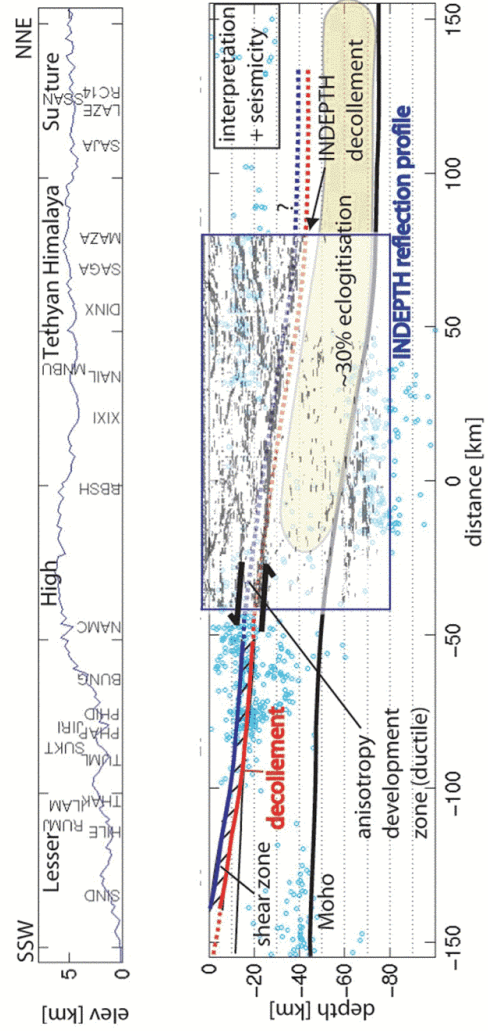 SSW
NNE
Lesser
High
Tethyan Himalaya
Suture
SIND
HILE
RUMJ
THAK
LAM
TUML
SUKT
PHAP
JIRI
PHID
BUNG
NAMC
RBSH
XIXI
NAIL
MNBU
DINX
SAGA
MAZA
SAJA
LAZE
SSAN
RC14
elev [km]
5
0
interpretation
+ seismicity
INDEPTH
decollement
?
~30% eclogitisation
INDEPTH reflection profile
shear zone
decollement
Moho
anisotropy
development
zone (ductile)
depth [km]
0
−20
−40
−60
−80
−100
−150
−100
−50
0
50
100
150
distance [km]